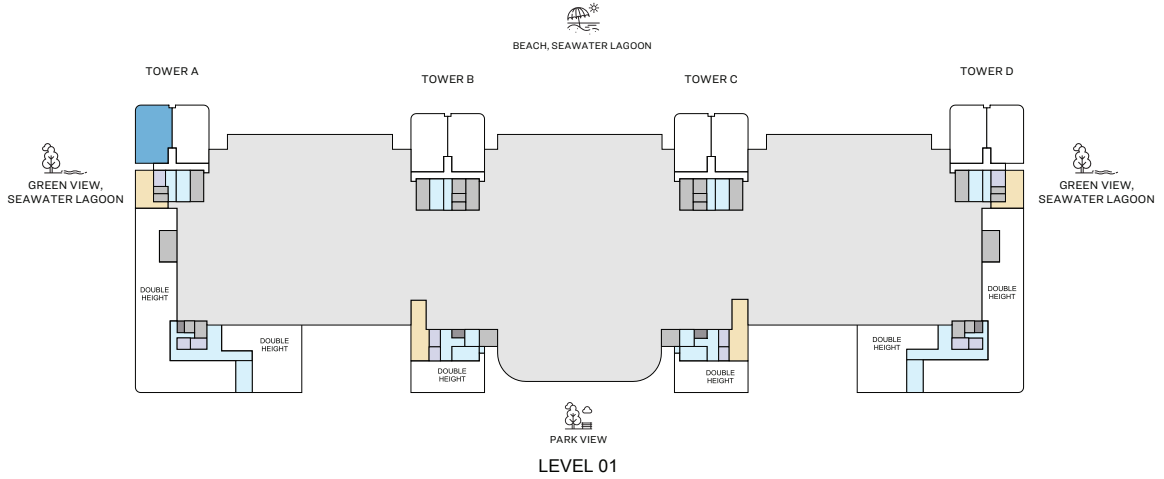 BEACH, SEAWATER LAGOON
TOWER A
TOWER B
TOWER C
TOWER D
GREEN VIEW,
SEAWATER LAGOON
GREEN VIEW,
SEAWATER LAGOON
DOUBLE
HEIGHT
DOUBLE
HEIGHT
DOUBLE
HEIGHT
DOUBLE
HEIGHT
DOUBLE
HEIGHT
DOUBLE
HEIGHT
PARK VIEW
LEVEL 01